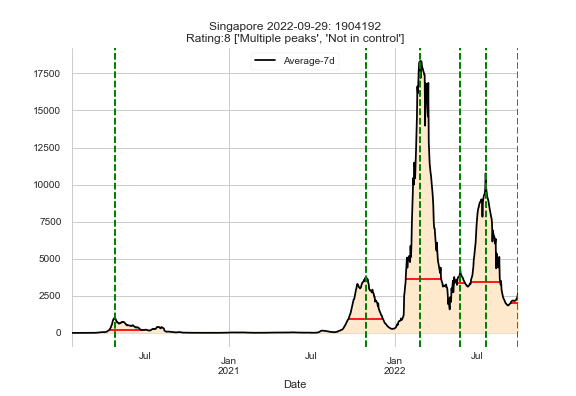 Singapore 2022-09-29: 1904192
Rating:8 ['Multiple peaks', 'Not in control']
Average-7d
17500
15000
12500
10000
7500
5000
2500
0
Jul
Jan
2021
Jul
Jan
2022
Jul
Date